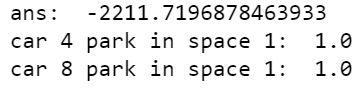 ans:  -2211.7196878463933
car 4 park in space 1:  1.0
car 8 park in space 1:  1.0